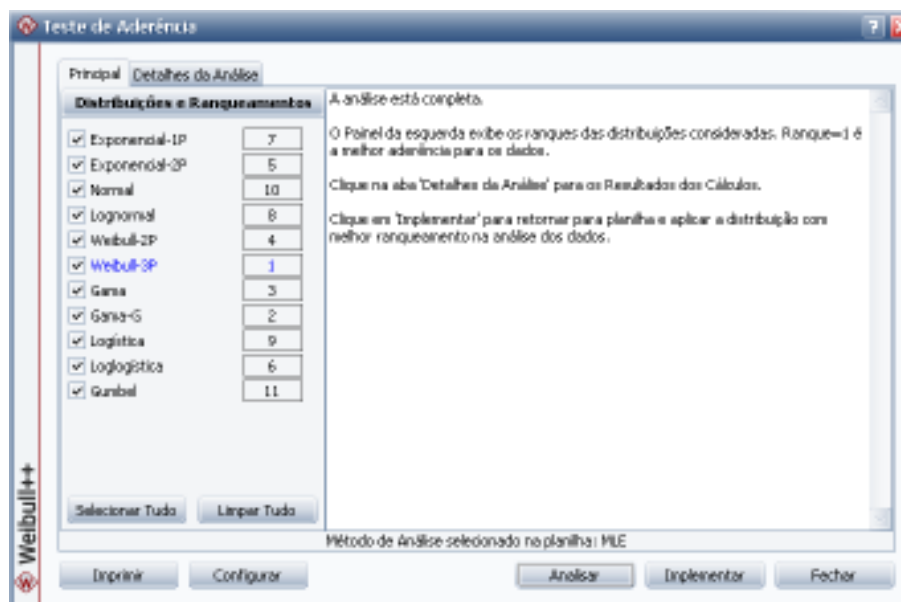 Teste de Aderência
Principal Detalhes da Análise
Distribuições e Ranqueamentos
Exponencial-1P 7
Exponencial-2P 5
Normal 10
Lognormal 8
Weibull-2P 4
Weibull-3P 1
Gama 3
Gama-G 2
Logística 9
Loglogística 6
Gumbel 11
Selecionar Tudo Limpar Tudo
A análise está completa.
O Painel da esquerda exibe os ranques das distribuições consideradas. Ranque=1 é
a melhor aderência para os dados.
Clique na aba 'Detalhes da Análise' para os Resultados dos Cálculos.
Clique em 'Implementar' para retornar para planilha e aplicar a distribuição com
melhor ranqueamento na análise dos dados.
Método de Análise selecionado na planilha: MLE
Imprimir Configurar Analisar Implementar Fechar
Weibull++